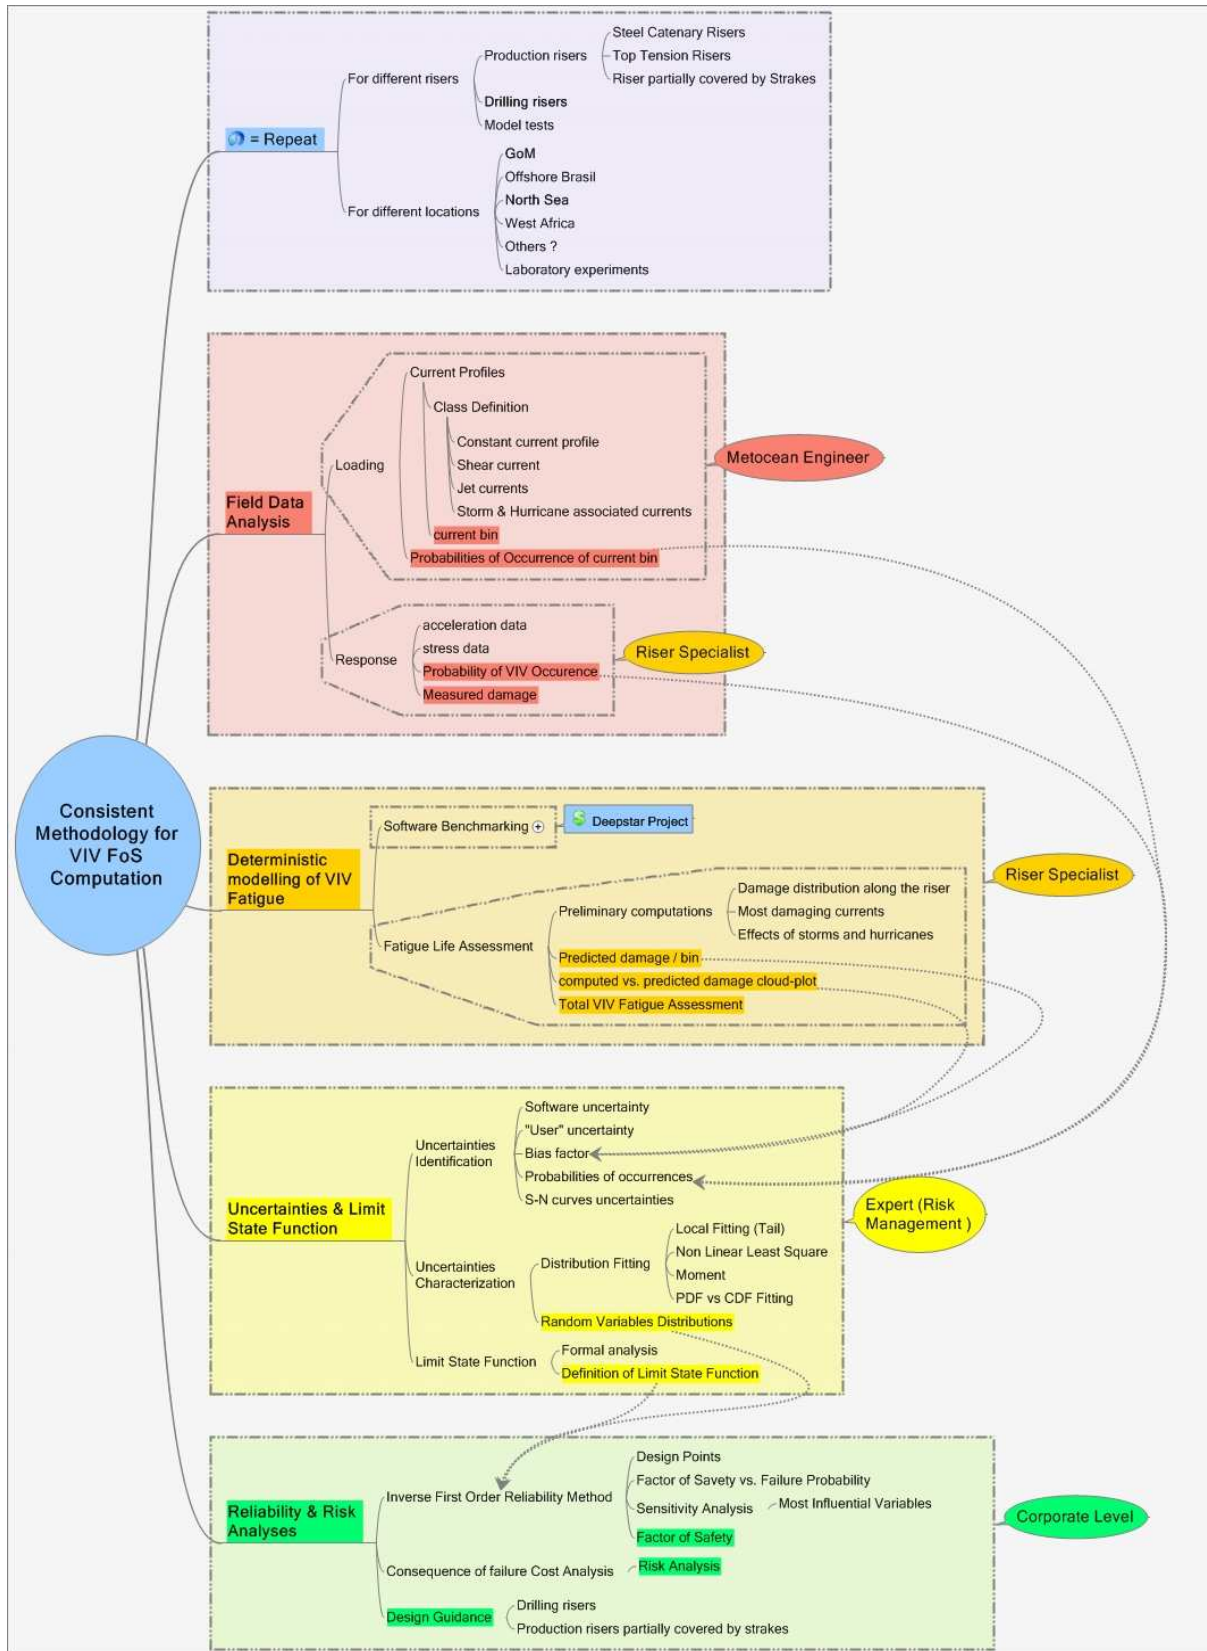 Consistent
Methodology for
VIV FoS
Computation
= Repeat
For different risers
Production risers
Steel Catenary Risers
Top Tension Risers
Riser partially covered by Strakes
Drilling risers
Model tests
For different locations
GoM
Offshore Brasil
North Sea
West Africa
Others ?
Laboratory experiments
Field Data
Analysis
Loading
Current Profiles
Class Definition
Constant current profile
Shear current
Jet currents
Storm & Hurricane associated currents
current bin
Probabilities of Occurrence of current bin
Metocean Engineer
Response
acceleration data
stress data
Probability of VIV Occurence
Measured damage
Riser Specialist
Deterministic
modelling of VIV
Fatigue
Software Benchmarking
Deepstar Project
Fatigue Life Assessment
Preliminary computations
Damage distribution along the riser
Most damaging currents
Effects of storms and hurricanes
Predicted damage / bin
computed vs. predicted damage cloud-plot
Total VIV Fatigue Assessment
Riser Specialist
Uncertainties & Limit
State Function
Uncertainties
Identification
Software uncertainty
"User" uncertainty
Bias factor
Probabilities of occurrences
S-N curves uncertainties
Uncertainties
Characterization
Distribution Fitting
Local Fitting (Tail)
Non Linear Least Square
Moment
PDF vs CDF Fitting
Random Variables Distributions
Limit State Function
Formal analysis
Definition of Limit State Function
Expert (Risk
Management )
Reliability & Risk
Analyses
Inverse First Order Reliability Method
Design Points
Factor of Savety vs. Failure Probability
Sensitivity Analysis
Most Influential Variables
Factor of Safety
Consequence of failure Cost Analysis
Risk Analysis
Design Guidance
Drilling risers
Production risers partially covered by strakes
Corporate Level